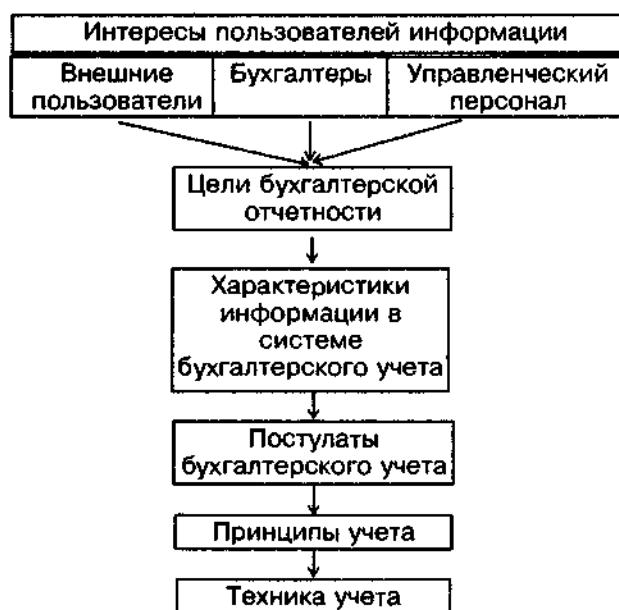 Интересы пользователей информации
Внешние
пользователи
Бухгалтеры
Управленческий
персонал
Цели бухгалтерской
отчетности
Характеристики
информации в
системе
бухгалтерского учета
Постулаты
бухгалтерского учета
Принципы учета
Техника учета